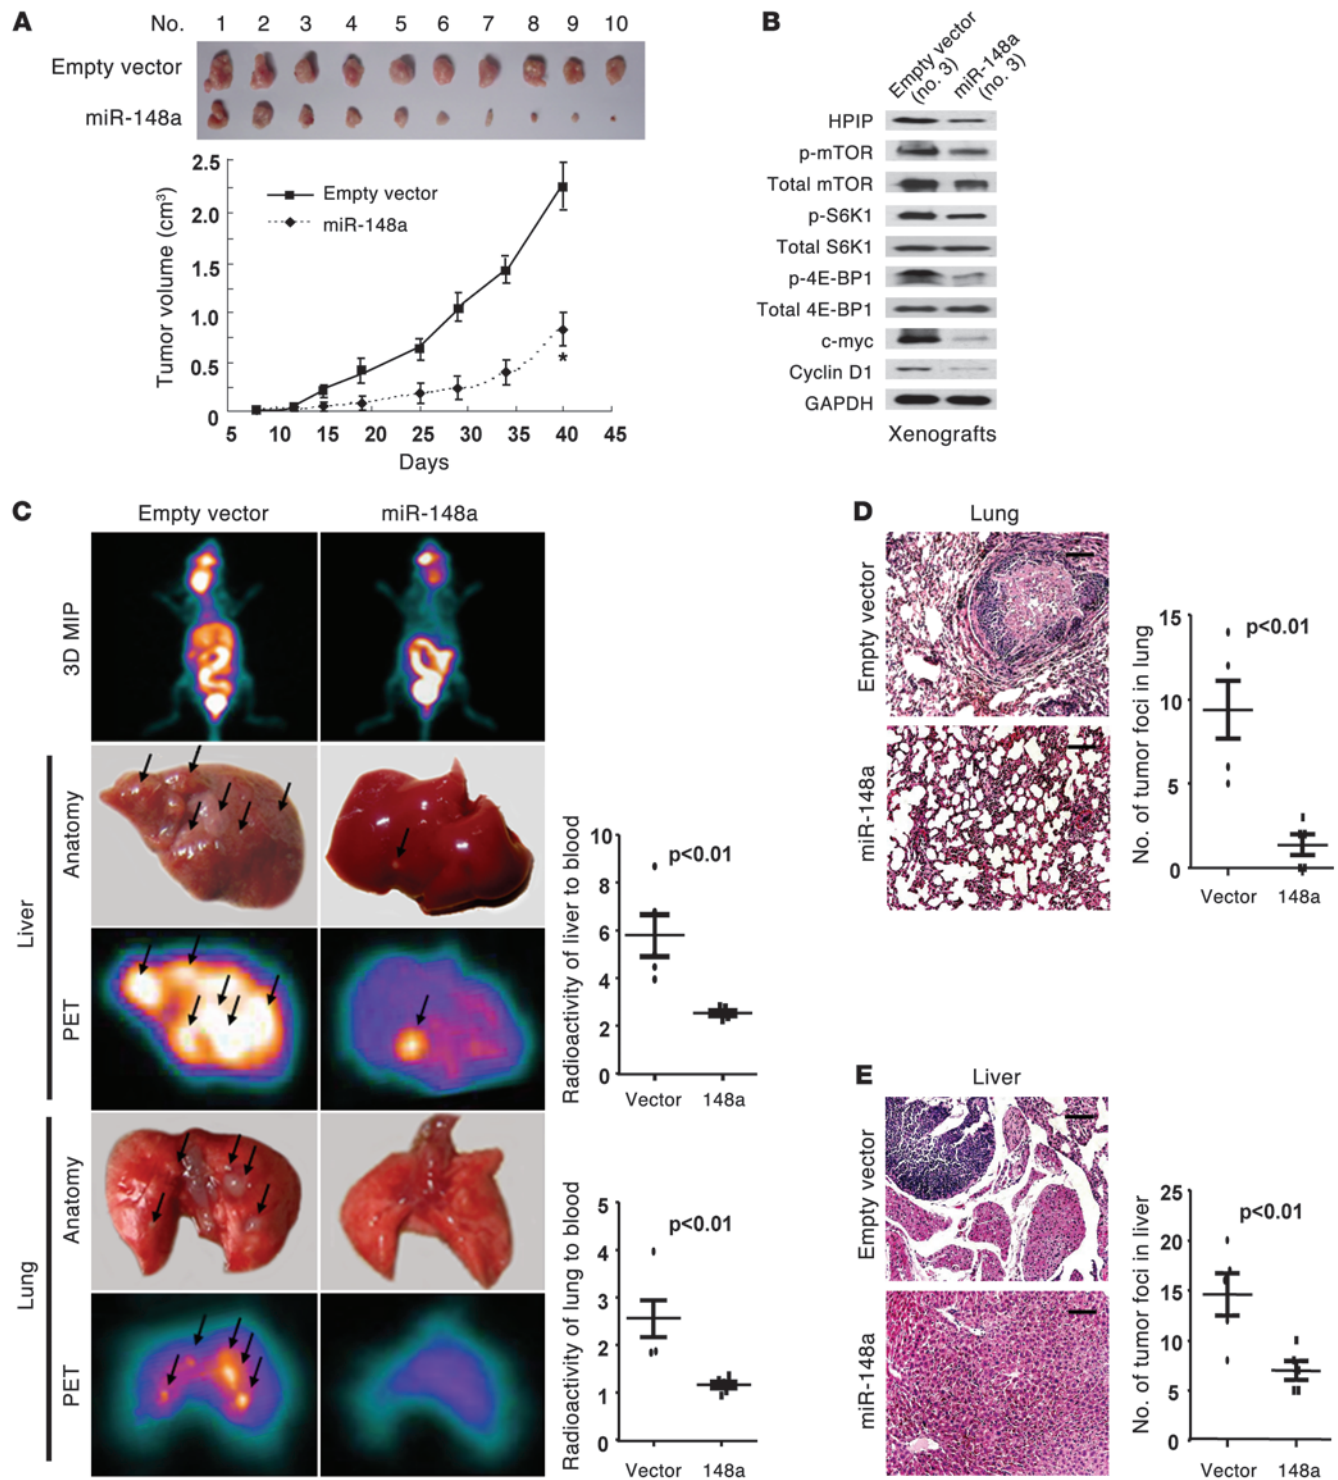 A
No. 1 2 3 4 5 6 7 8 9 10
Empty vector
miR-148a
2.5
2.0
1.5
1.0
0.5
0
Tumor volume (cm³)
Empty vector
miR-148a
*
5 10 15 20 25 30 35 40 45
Days
B
Empty vector (no. 3)
miR-148a (no. 3)
HPIP
p-mTOR
Total mTOR
p-S6K1
Total S6K1
p-4E-BP1
Total 4E-BP1
c-myc
Cyclin D1
GAPDH
Xenografts
C
Empty vector miR-148a
3D MIP
Liver
Anatomy
PET
Lung
Anatomy
PET
Radioactivity of liver to blood
10
8
6
4
2
0
p<0.01
Vector 148a
Radioactivity of lung to blood
5
4
3
2
1
0
p<0.01
Vector 148a
D
Lung
Empty vector
miR-148a
No. of tumor foci in lung
15
10
5
0
p<0.01
Vector 148a
E
Liver
Empty vector
miR-148a
No. of tumor foci in liver
25
20
15
10
5
0
p<0.01
Vector 148a